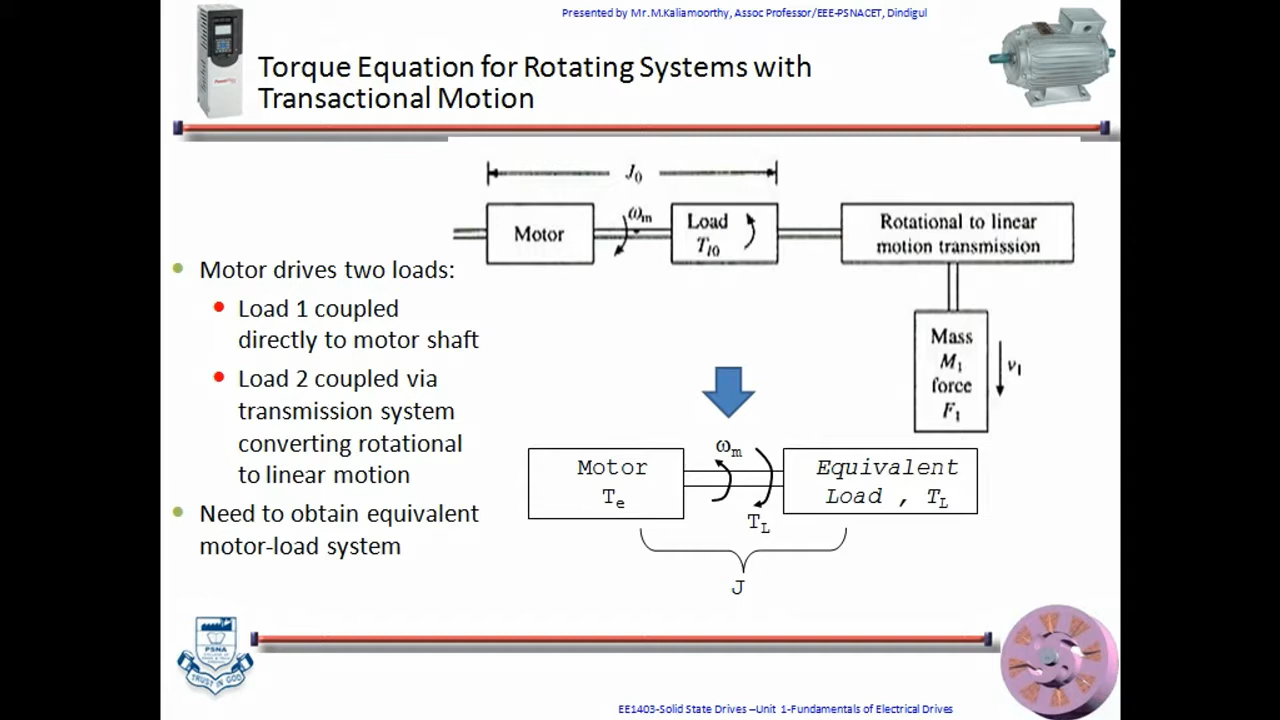 Presented by Mr.M.Kaliamoorthy, Assoc Professor/EEE-PSNACET, Dindigul
Torque Equation for Rotating Systems with
Transactional Motion
J₀
Motor
ωm
Load
Tl0
Rotational to linear
motion transmission
Mass
M₁
force
F₁
v₁
• Motor drives two loads:
• Load 1 coupled
directly to motor shaft
• Load 2 coupled via
transmission system
converting rotational
to linear motion
• Need to obtain equivalent
motor-load system
Motor
Te
ωm
TL
Equivalent
Load , TL
J
PSNA
TRUST IN GOD
EE1403-Solid State Drives –Unit 1-Fundamentals of Electrical Drives